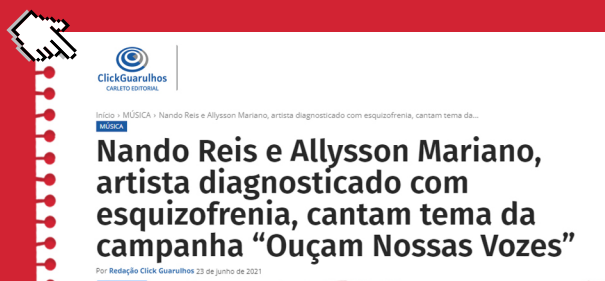 ClickGuarulhos
CARLETO EDITORIAL
Início › MÚSICA › Nando Reis e Allysson Mariano, artista diagnosticado com esquizofrenia, cantam tema da...
MÚSICA
Nando Reis e Allysson Mariano,
artista diagnosticado com
esquizofrenia, cantam tema da
campanha “Ouçam Nossas Vozes”
Por Redação Click Guarulhos 23 de junho de 2021